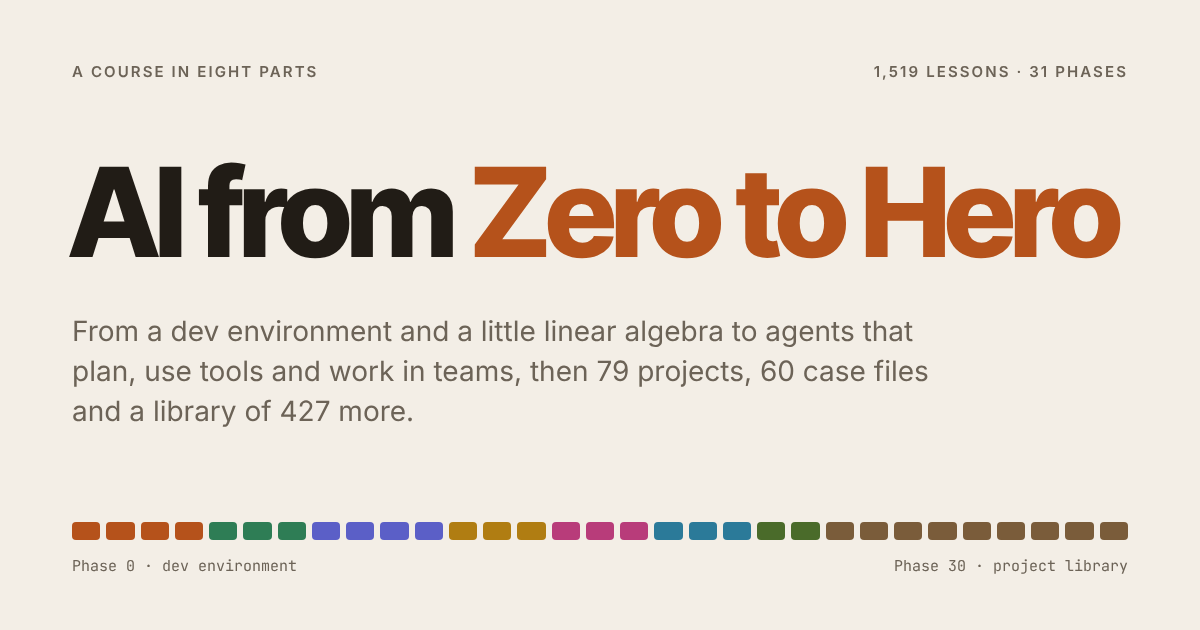 A COURSE IN EIGHT PARTS
1,519 LESSONS · 31 PHASES
AI from Zero to Hero
From a dev environment and a little linear algebra to agents that
plan, use tools and work in teams, then 79 projects, 60 case files
and a library of 427 more.
Phase 0 · dev environment
Phase 30 · project library